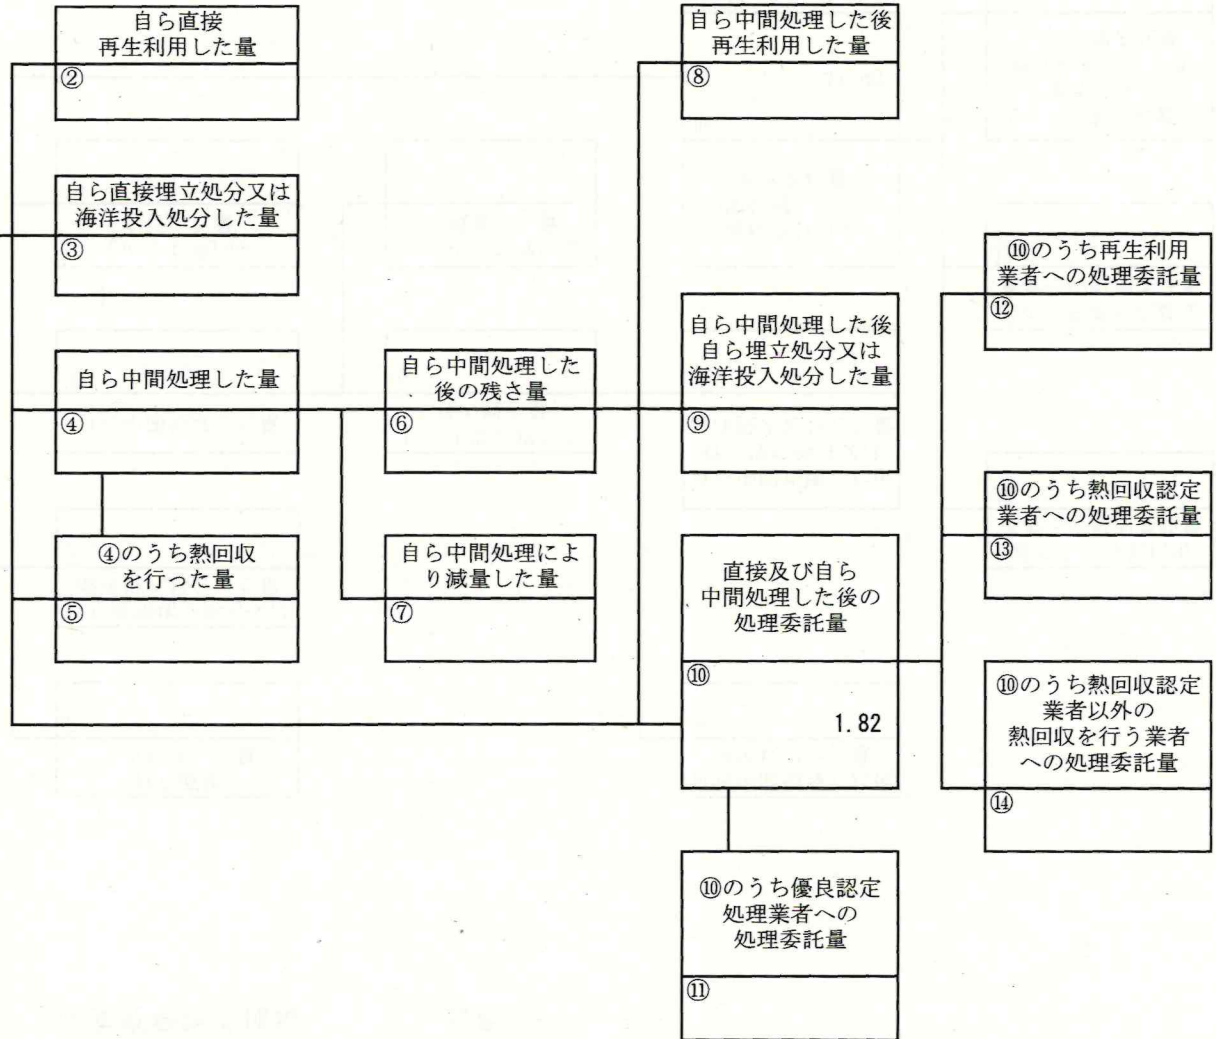 自ら直接
再生利用した量
②
自ら直接埋立処分又は
海洋投入処分した量
③
自ら中間処理した量
④
④のうち熱回収
を行った量
⑤
自ら中間処理した
後の残さ量
⑥
自ら中間処理によ
り減量した量
⑦
自ら中間処理した後
再生利用した量
⑧
自ら中間処理した後
自ら埋立処分又は
海洋投入処分した量
⑨
直接及び自ら
中間処理した後の
処理委託量
⑩
1.82
⑩のうち優良認定
処理業者への
処理委託量
⑪
⑩のうち再生利用
業者への処理委託量
⑫
⑩のうち熱回収認定
業者への処理委託量
⑬
⑩のうち熱回収認定
業者以外の
熱回収を行う業者
への処理委託量
⑭